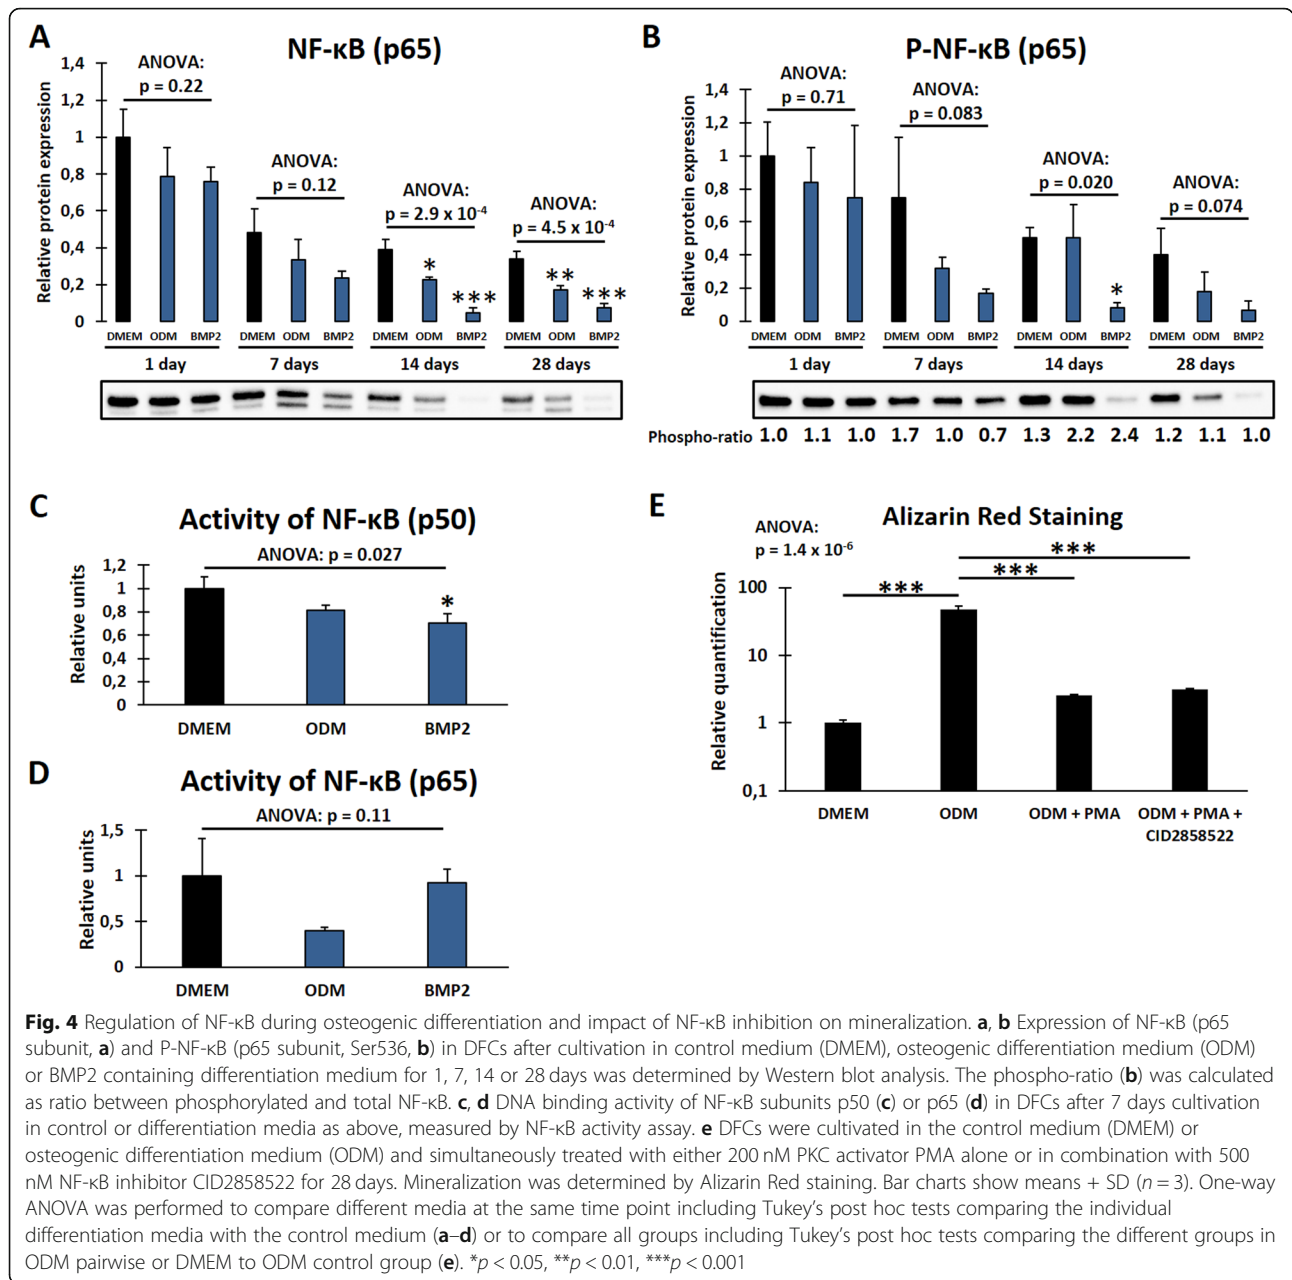 A
NF-κB (p65)
ANOVA:
p = 0.22
ANOVA:
p = 0.12
ANOVA:
p = 2.9 x 10-4
ANOVA:
p = 4.5 x 10-4
Relative protein expression
1,4
1,2
1
0,8
0,6
0,4
0,2
0
*
***
**
***
DMEM ODM BMP2 DMEM ODM BMP2 DMEM ODM BMP2 DMEM ODM BMP2
1 day 7 days 14 days 28 days
B
P-NF-κB (p65)
ANOVA:
p = 0.71
ANOVA:
p = 0.083
ANOVA:
p = 0.020
ANOVA:
p = 0.074
Relative protein expression
1,4
1,2
1
0,8
0,6
0,4
0,2
0
*
DMEM ODM BMP2 DMEM ODM BMP2 DMEM ODM BMP2 DMEM ODM BMP2
1 day 7 days 14 days 28 days
Phospho-ratio 1.0 1.1 1.0 1.7 1.0 0.7 1.3 2.2 2.4 1.2 1.1 1.0
C
Activity of NF-κB (p50)
ANOVA: p = 0.027
Relative units
1,2
1
0,8
0,6
0,4
0,2
0
*
DMEM ODM BMP2
D
Activity of NF-κB (p65)
ANOVA: p = 0.11
Relative units
1,5
1
0,5
0
DMEM ODM BMP2
E
Alizarin Red Staining
ANOVA:
p = 1.4 x 10-6
***
***
***
Relative quantification
100
10
1
0,1
DMEM ODM ODM + PMA ODM + PMA +
CID2858522
Fig. 4 Regulation of NF-κB during osteogenic differentiation and impact of NF-κB inhibition on mineralization. a, b Expression of NF-κB (p65
subunit, a) and P-NF-κB (p65 subunit, Ser536, b) in DFCs after cultivation in control medium (DMEM), osteogenic differentiation medium (ODM)
or BMP2 containing differentiation medium for 1, 7, 14 or 28 days was determined by Western blot analysis. The phospho-ratio (b) was calculated
as ratio between phosphorylated and total NF-κB. c, d DNA binding activity of NF-κB subunits p50 (c) or p65 (d) in DFCs after 7 days cultivation
in control or differentiation media as above, measured by NF-κB activity assay. e DFCs were cultivated in the control medium (DMEM) or
osteogenic differentiation medium (ODM) and simultaneously treated with either 200 nM PKC activator PMA alone or in combination with 500
nM NF-κB inhibitor CID2858522 for 28 days. Mineralization was determined by Alizarin Red staining. Bar charts show means + SD (n = 3). One-way
ANOVA was performed to compare different media at the same time point including Tukey's post hoc tests comparing the individual
differentiation media with the control medium (a–d) or to compare all groups including Tukey's post hoc tests comparing the different groups in
ODM pairwise or DMEM to ODM control group (e). *p < 0.05, **p < 0.01, ***p < 0.001